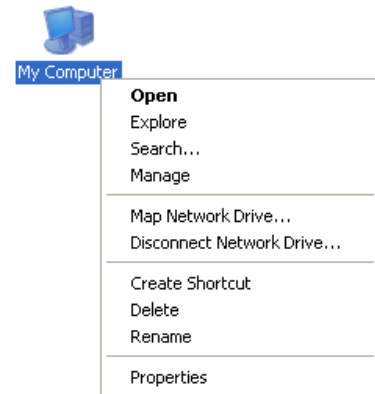 My Computer
Open
Explore
Search...
Manage
Map Network Drive...
Disconnect Network Drive...
Create Shortcut
Delete
Rename
Properties